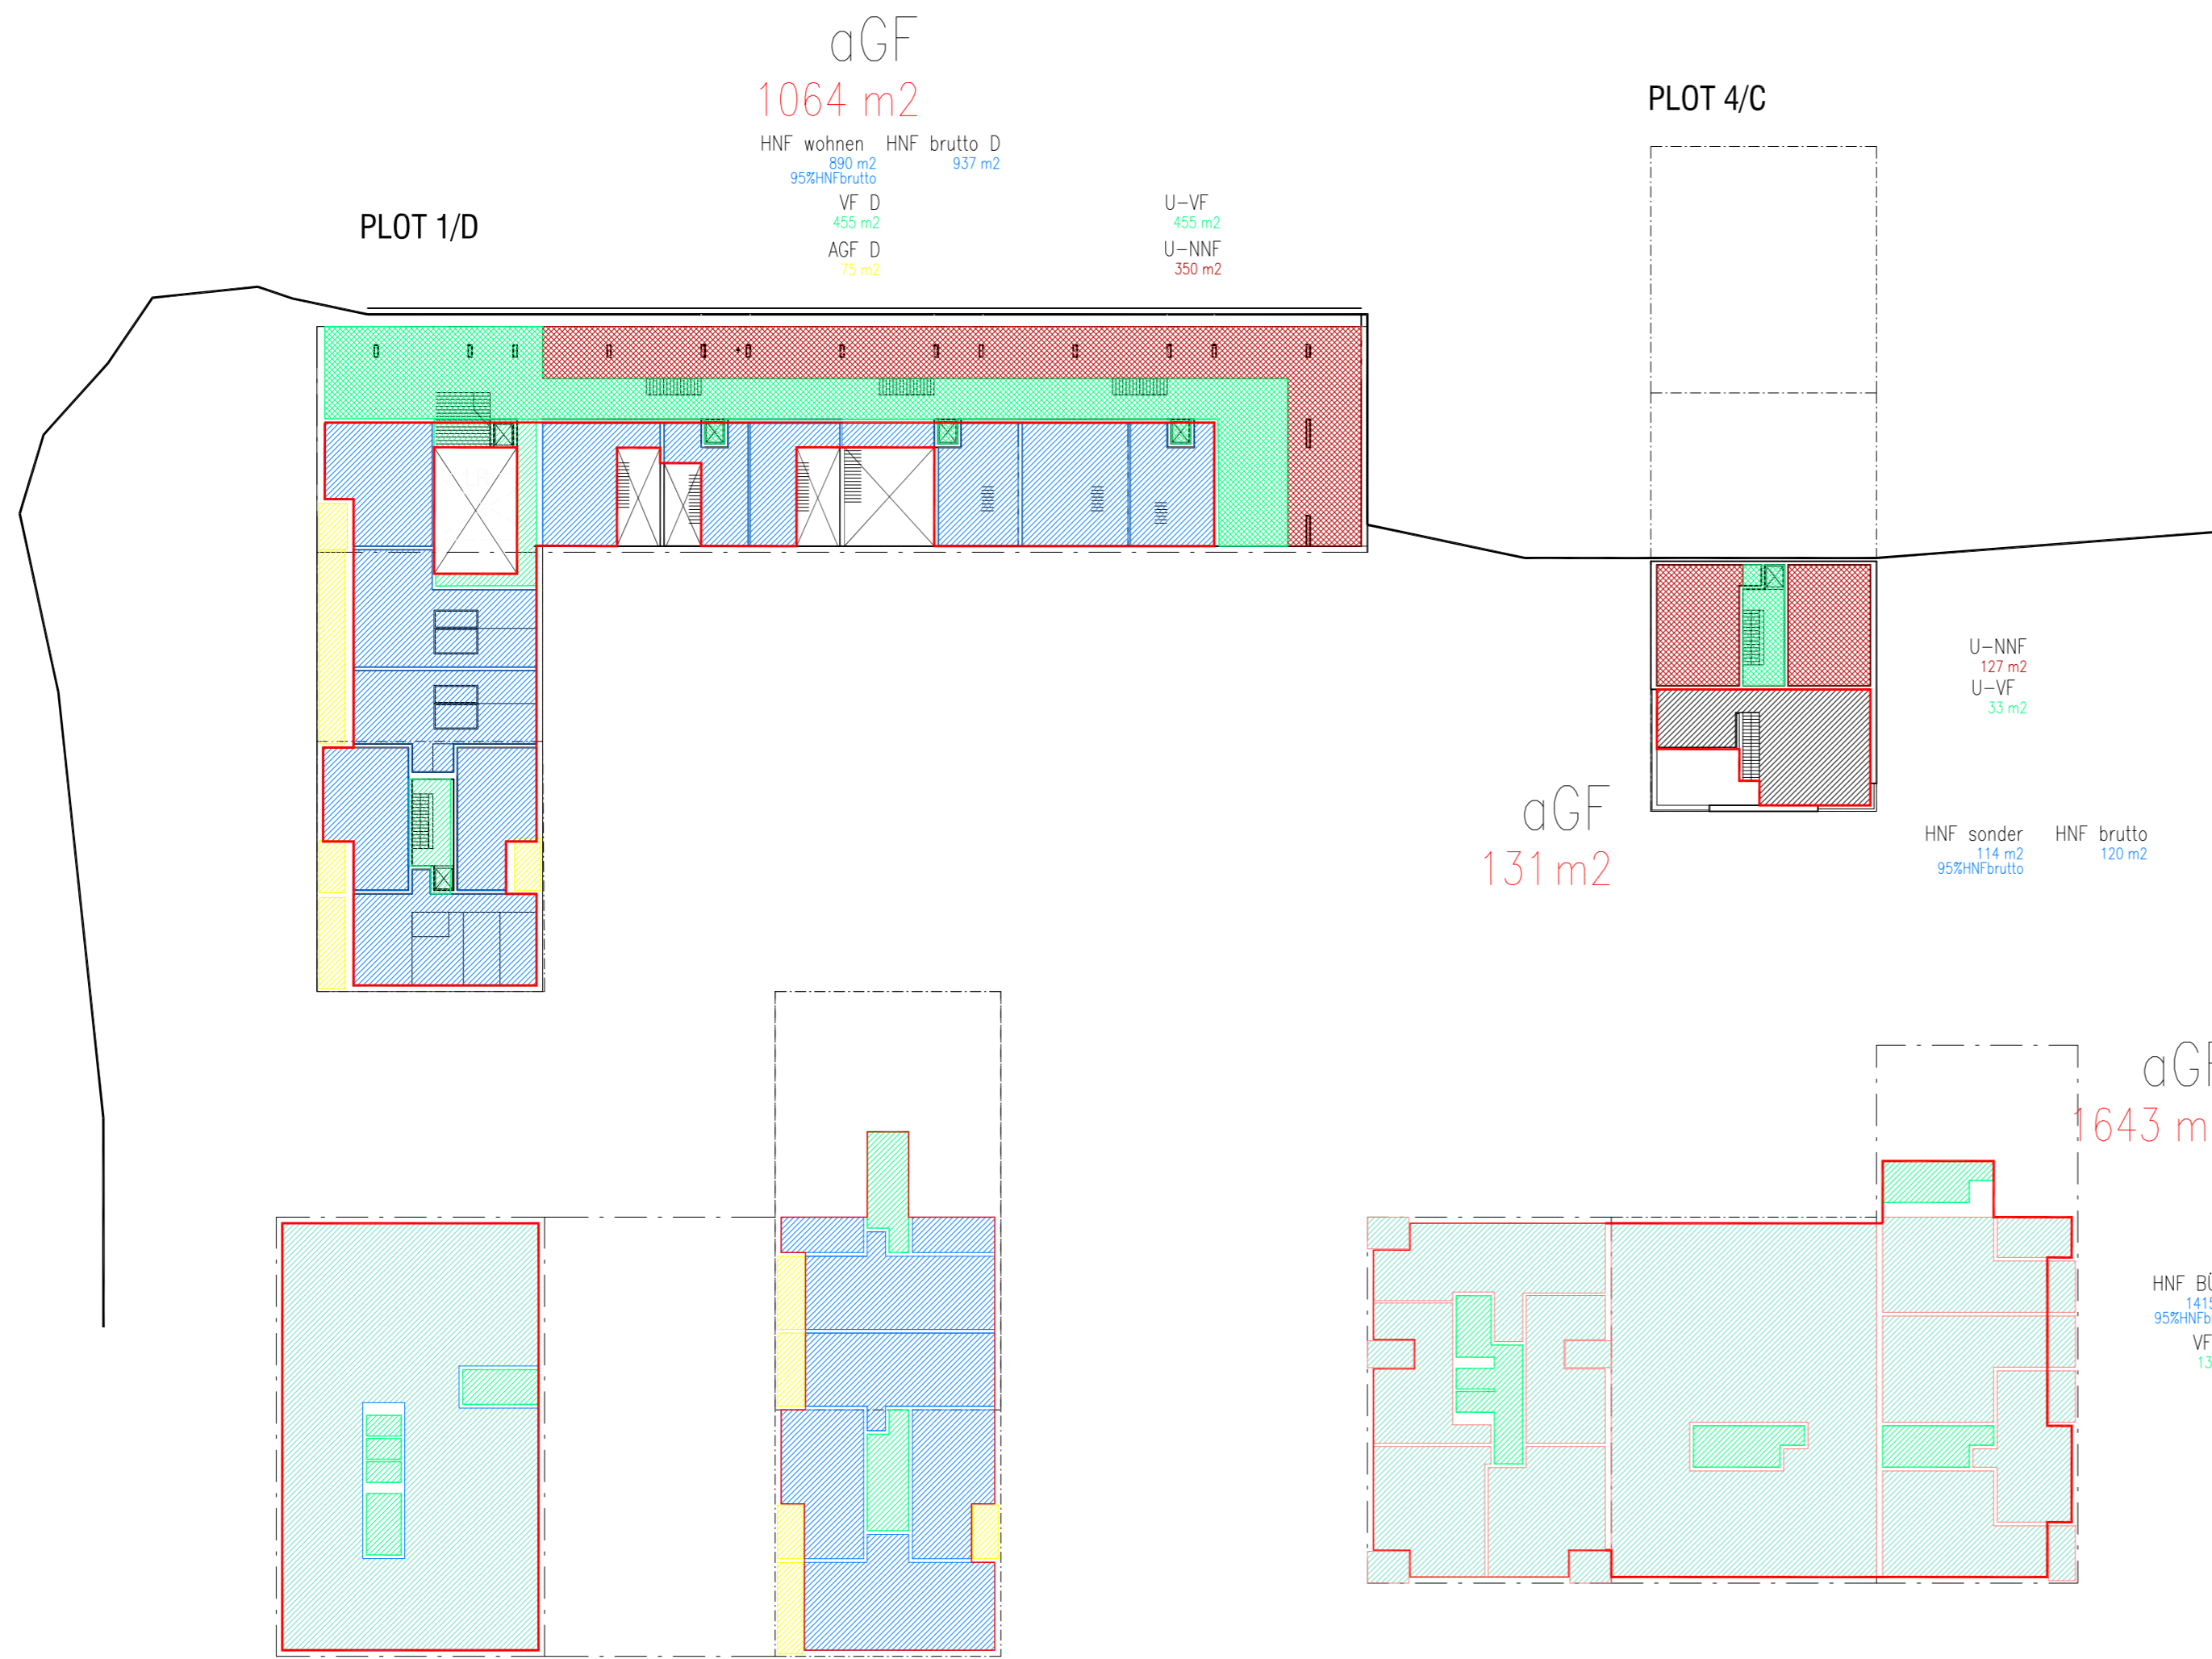 aGF
1064 m2
HNF wohnen HNF brutto D
890 m2 937 m2
95%HNFbrutto
VF D U-VF
455 m2 455 m2
AGF D U-NNF
75 m2 350 m2
PLOT 1/D
PLOT 4/C
U-NNF
127 m2
U-VF
33 m2
aGF
131 m2
HNF sonder HNF brutto
114 m2 120 m2
95%HNFbrutto
aGF
1643 m
HNF BÜ
1415
95%HNFb
VF
13